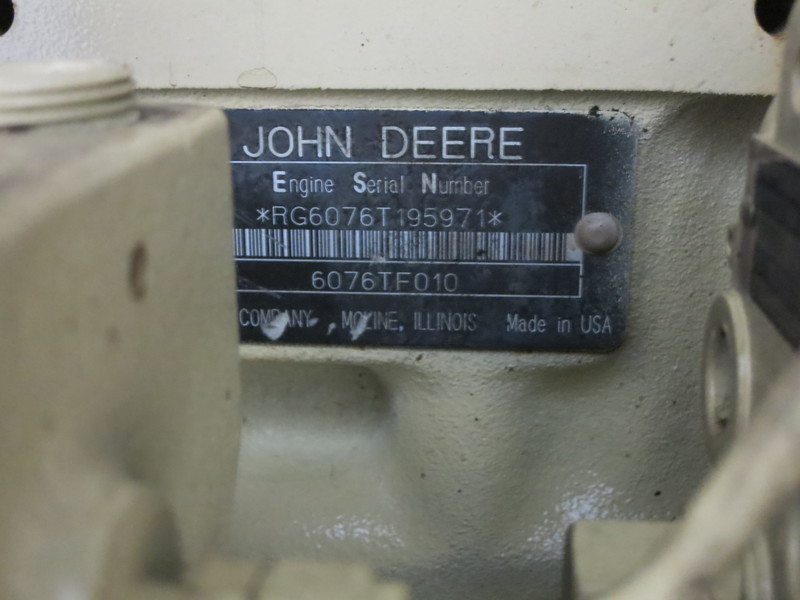 JOHN DEERE
Engine Serial Number
*RG6076T195971*
6076TF010
COMPANY, MOLINE, ILLINOIS Made in USA